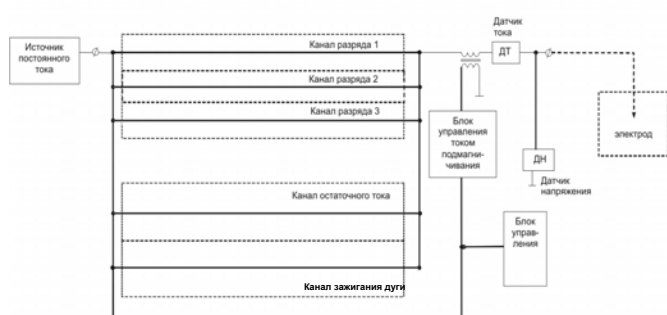 Источник
постоянного
тока
Канал разряда 1
Канал разряда 2
Канал разряда 3
Канал остаточного тока
Канал зажигания дуги
Датчик
тока
ДТ
Блок
управления
током
подмагни-
чивания
ДН
Датчик
напряжения
электрод
Блок
управ-
ления